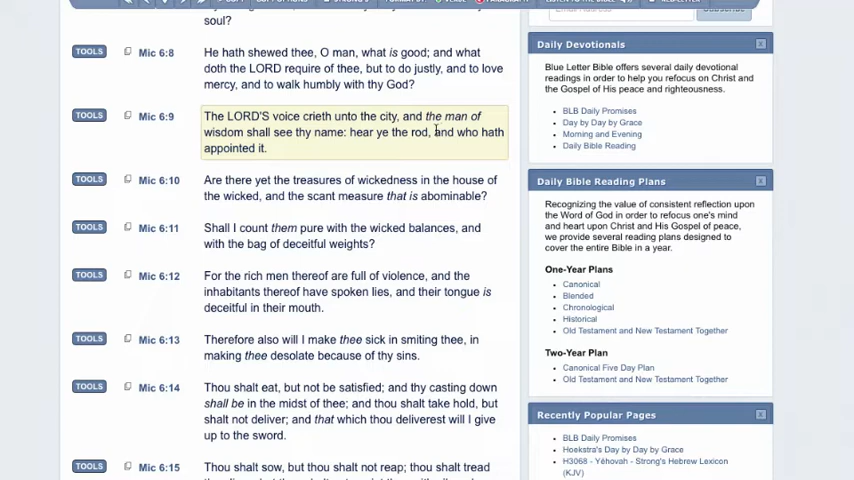 soul?
TOOLS Mic 6:8 He hath shewed thee, O man, what is good; and what
doth the LORD require of thee, but to do justly, and to love
mercy, and to walk humbly with thy God?
TOOLS Mic 6:9 The LORD'S voice crieth unto the city, and the man of
wisdom shall see thy name: hear ye the rod, and who hath
appointed it.
TOOLS Mic 6:10 Are there yet the treasures of wickedness in the house of
the wicked, and the scant measure that is abominable?
TOOLS Mic 6:11 Shall I count them pure with the wicked balances, and
with the bag of deceitful weights?
TOOLS Mic 6:12 For the rich men thereof are full of violence, and the
inhabitants thereof have spoken lies, and their tongue is
deceitful in their mouth.
TOOLS Mic 6:13 Therefore also will I make thee sick in smiting thee, in
making thee desolate because of thy sins.
TOOLS Mic 6:14 Thou shalt eat, but not be satisfied; and thy casting down
shall be in the midst of thee; and thou shalt take hold, but
shalt not deliver; and that which thou deliverest will I give
up to the sword.
TOOLS Mic 6:15 Thou shalt sow, but thou shalt not reap; thou shalt tread
Email Address Subscribe
Daily Devotionals X
Blue Letter Bible offers several daily devotional
readings in order to help you refocus on Christ and
the Gospel of His peace and righteousness.
BLB Daily Promises
Day by Day by Grace
Morning and Evening
Daily Bible Reading
Daily Bible Reading Plans X
Recognizing the value of consistent reflection upon
the Word of God in order to refocus one's mind
and heart upon Christ and His Gospel of peace,
we provide several reading plans designed to
cover the entire Bible in a year.
One-Year Plans
Canonical
Blended
Chronological
Historical
Old Testament and New Testament Together
Two-Year Plan
Canonical Five Day Plan
Old Testament and New Testament Together
Recently Popular Pages X
BLB Daily Promises
Hoekstra's Day by Day by Grace
H3068 - Yéhovah - Strong's Hebrew Lexicon
(KJV)